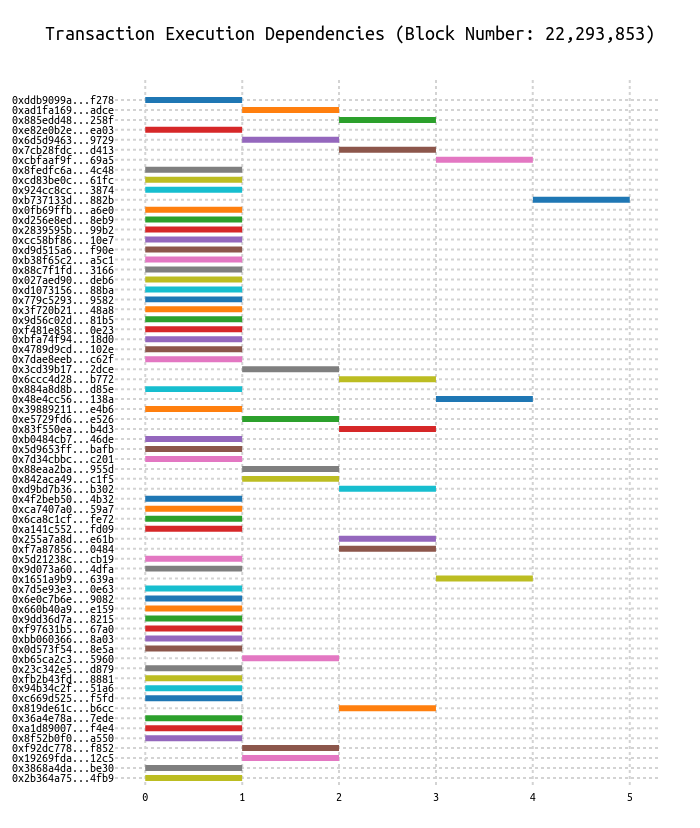 Transaction Execution Dependencies (Block Number: 22,293,853)
0xddb9099a...f278
0xad1fa169...adce
0x885edd48...258f
0xe82e0b2e...ea03
0x6d5d9463...9729
0x7cb28fdc...d413
0xcbfaaf9f...69a5
0x8fedfc6a...4c48
0xcd83be0c...61fc
0x924cc8cc...3874
0xb737133d...882b
0x0fb69ffb...a6e0
0xd256e8ed...8eb9
0x2839595b...99b2
0xcc58bf86...10e7
0xd9d515a6...f90e
0xb38f65c2...a5c1
0x88c7f1fd...3166
0x027aed90...deb6
0xd1073156...88ba
0x779c5293...9582
0x3f720b21...48a8
0x9d56c02d...81b5
0xf481e858...0e23
0xbfa74f94...18d0
0x4789d9cd...102e
0x7dae8eeb...c62f
0x3cd39b17...2dce
0x6ccc4d28...b772
0x884a8d8b...d85e
0x48e4cc56...138a
0x39889211...e4b6
0xe5729fd6...e526
0x83f550ea...b4d3
0xb0484cb7...46de
0x5d9653ff...bafb
0x7d34cbbc...c201
0x88eaa2ba...955d
0x842aca49...c1f5
0xd9bd7b36...b302
0x4f2beb50...4b32
0xca7407a0...59a7
0x6ca8c1cf...fe72
0xa141c552...fd09
0x255a7a8d...e61b
0xf7a87856...0484
0x5d21238c...cb19
0x9d073a60...4dfa
0x1651a9b9...639a
0x7d5e93e3...0e63
0x6e0c7b6e...9082
0x660b40a9...e159
0x9dd36d7a...8215
0xf97631b5...67a0
0xbb060366...8a03
0x0d573f54...8e5a
0xb65ca2c3...5960
0x23c342e5...d879
0xfb2b43fd...8881
0x94b34c2f...51a6
0xc669d525...f5fd
0x819de61c...b6cc
0x36a4e78a...7ede
0xa1d89007...f4e4
0x8f52b0f0...a550
0xf92dc778...f852
0x19269fda...12c5
0x3868a4da...be30
0x2b364a75...4fb9
0 1 2 3 4 5